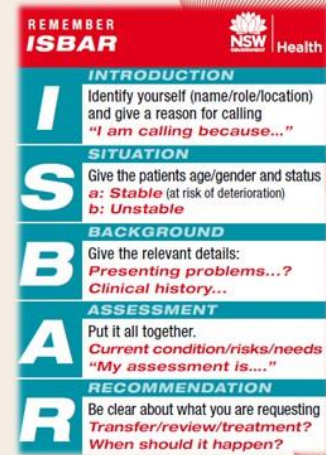 REMEMBER
ISBAR
NSW
GOVERNMENT
Health
I
INTRODUCTION
Identify yourself (name/role/location)
and give a reason for calling
"I am calling because..."
S
SITUATION
Give the patients age/gender and status
a: Stable (at risk of deterioration)
b: Unstable
B
BACKGROUND
Give the relevant details:
Presenting problems...?
Clinical history...
A
ASSESSMENT
Put it all together.
Current condition/risks/needs
"My assessment is...."
R
RECOMMENDATION
Be clear about what you are requesting
Transfer/review/treatment?
When should it happen?